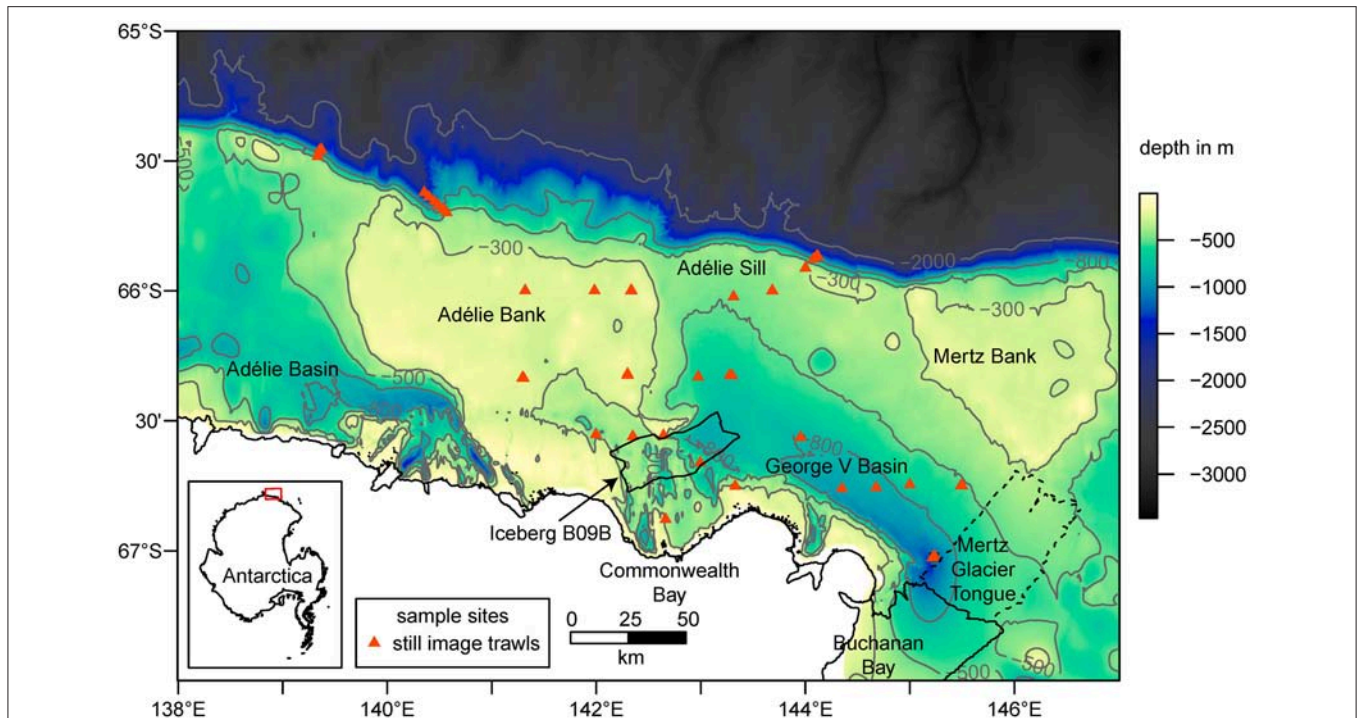 65°S
depth in m
30'
-500
-500
-300
-1000
-2000
-800
Adélie Sill
-1500
-300
66°S
-300
-2000
Adélie Bank
Mertz Bank
-2500
Adélie Basin
-500
-3000
30'
-800
George V Basin
Iceberg B09B
67°S
Mertz
Commonwealth
Glacier
Antarctica
Bay
Tongue
sample sites
0 25 50
still image trawls
km
Buchanan
Bay
-500
138°E 140°E 142°E 144°E 146°E